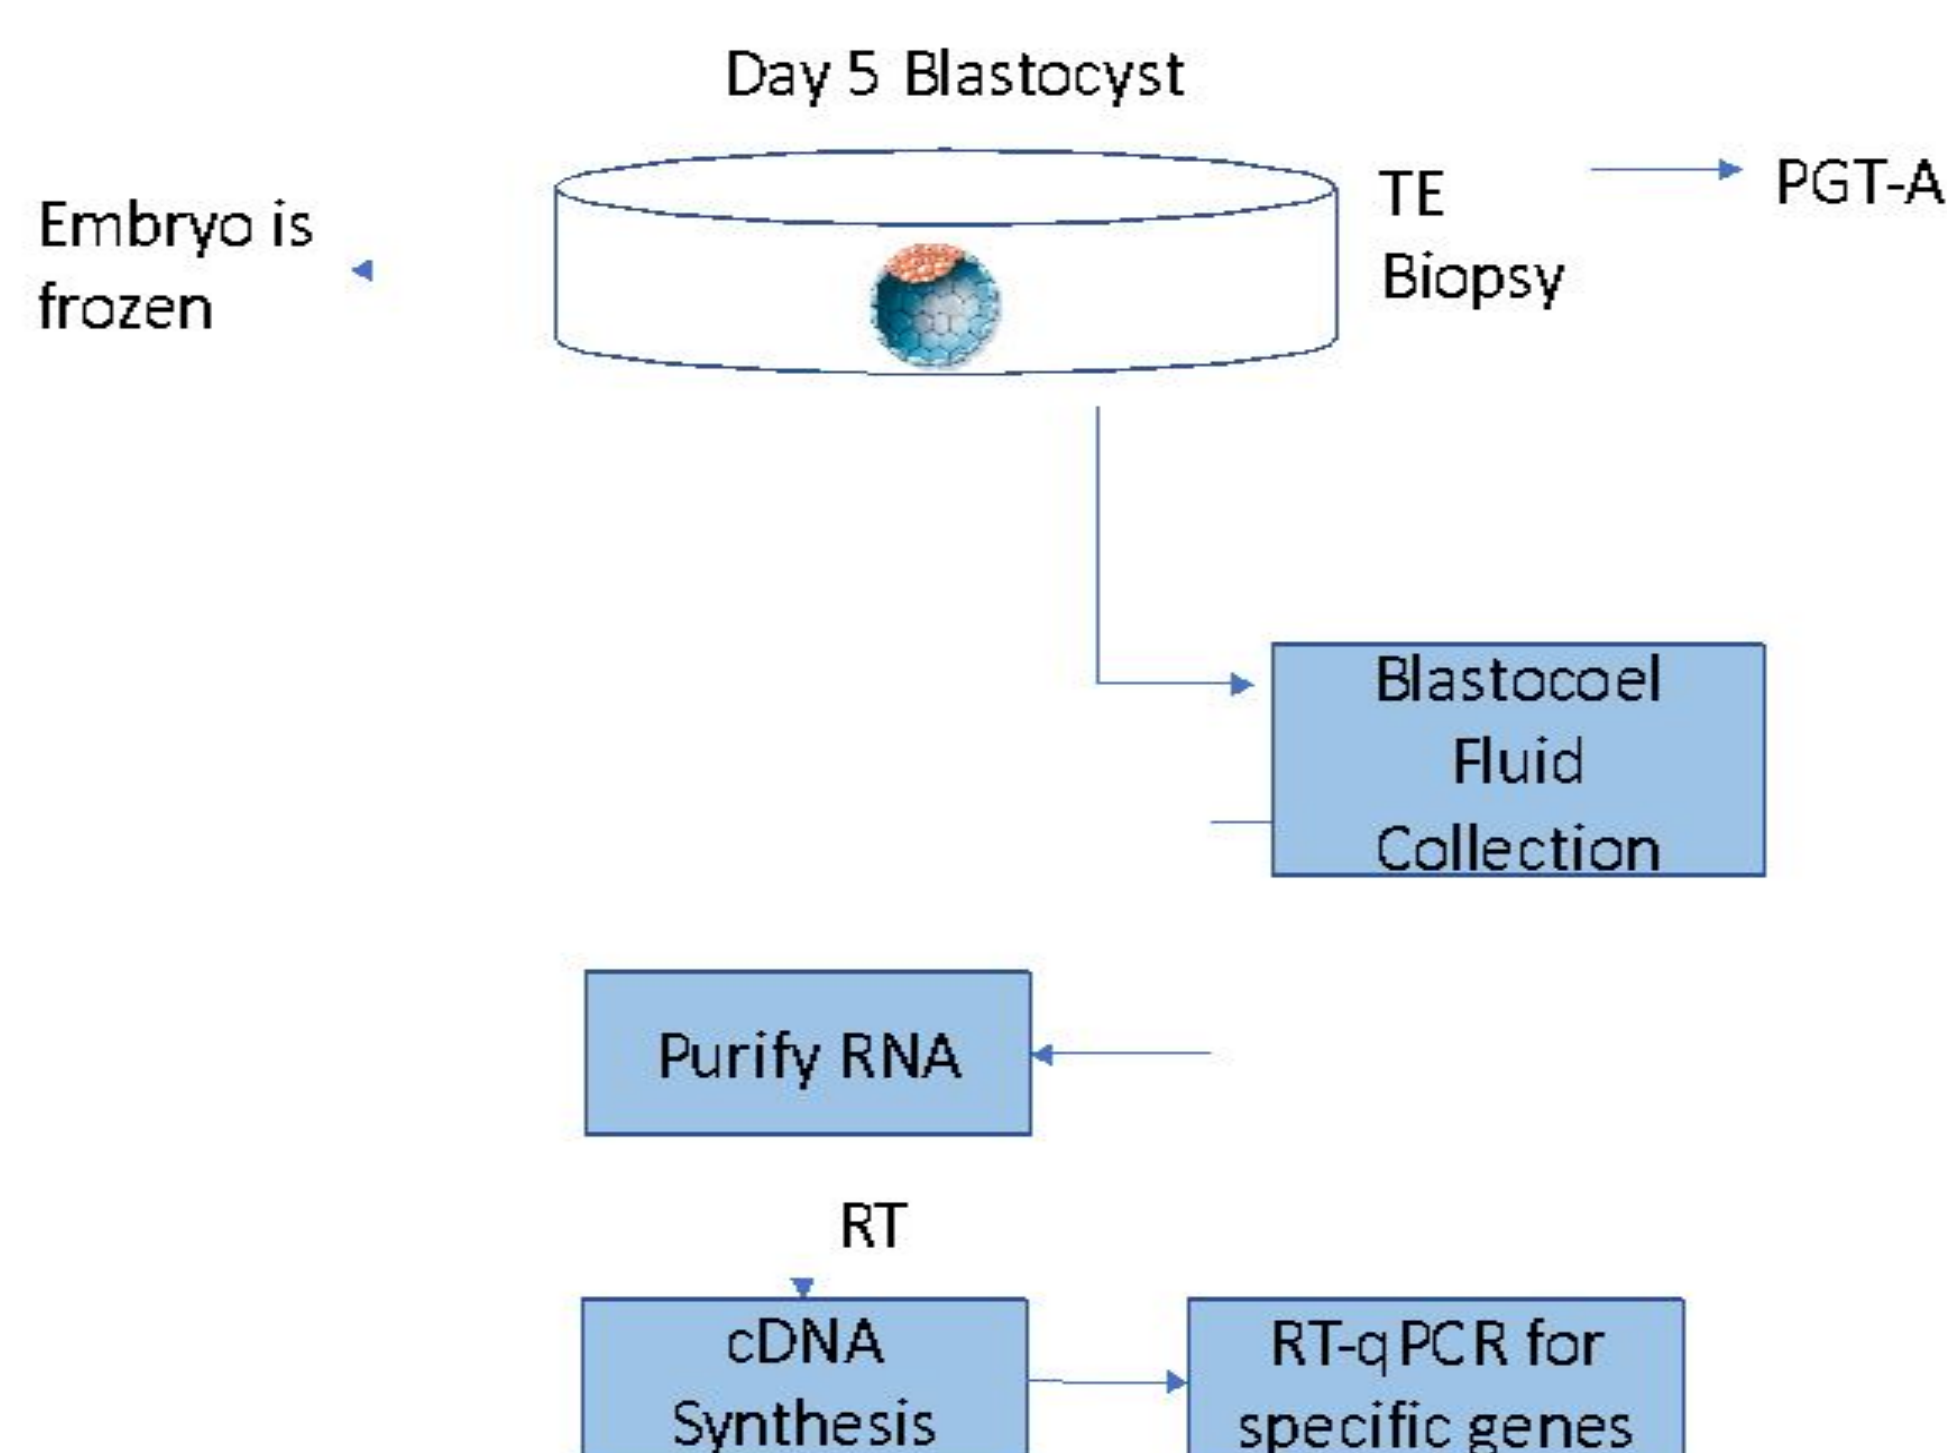 Day 5 Blastocyst
Embryo is
frozen
TE
Biopsy
PGT-A
Blastocoel
Fluid
Collection
Purify RNA
RT
cDNA
Synthesis
RT-qPCR for
specific genes